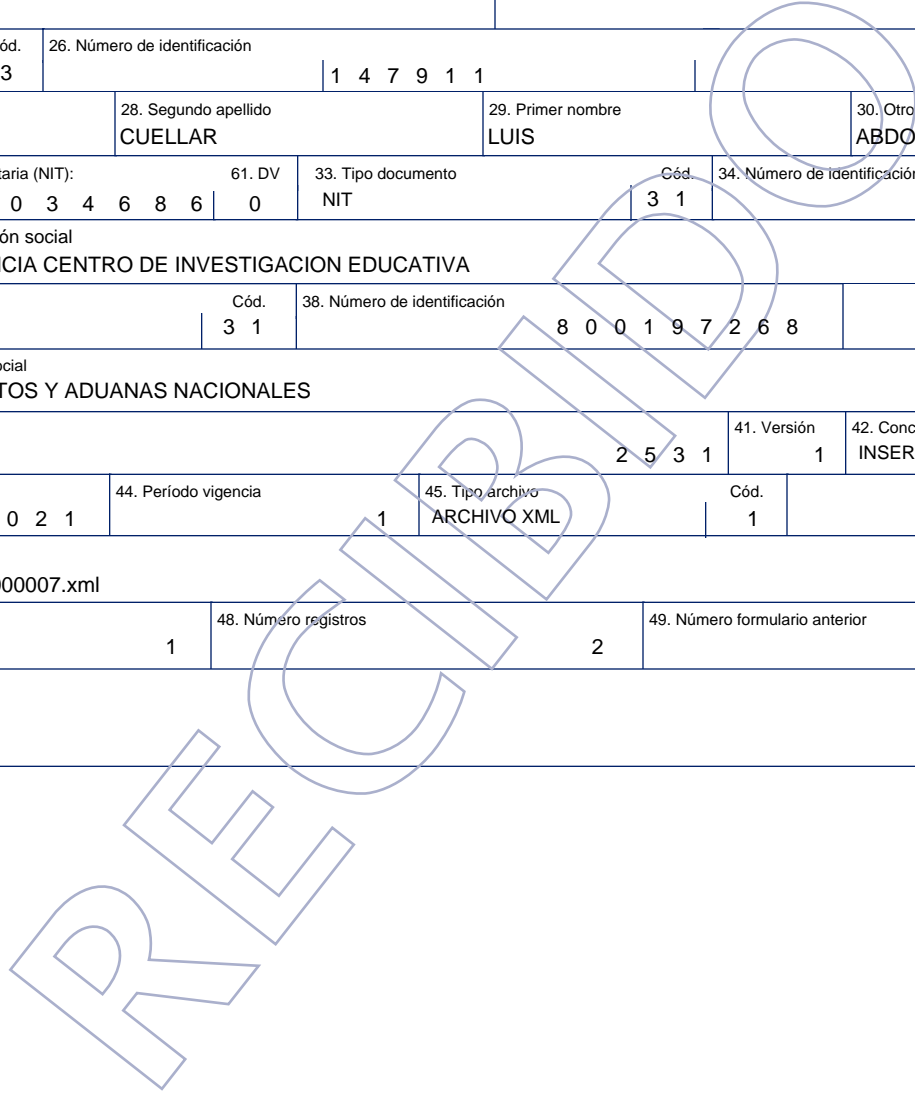 ód. 26. Número de identificación
3 1 4 7 9 1 1
28. Segundo apellido 29. Primer nombre 30. Otro
CUELLAR LUIS ABDO
taria (NIT): 61. DV 33. Tipo documento Cód. 34. Número de identificación
0 3 4 6 8 6 0 NIT 3 1
ón social
CIA CENTRO DE INVESTIGACION EDUCATIVA
Cód. 38. Número de identificación
3 1 8 0 0 1 9 7 2 6 8
ocial
TOS Y ADUANAS NACIONALES
41. Versión 42. Conc
2 5 3 1 1 INSER
44. Período vigencia 45. Tipo archivo Cód.
0 2 1 1 ARCHIVO XML 1
000007.xml
48. Número registros 49. Número formulario anterior
1 2
RECIBIDO